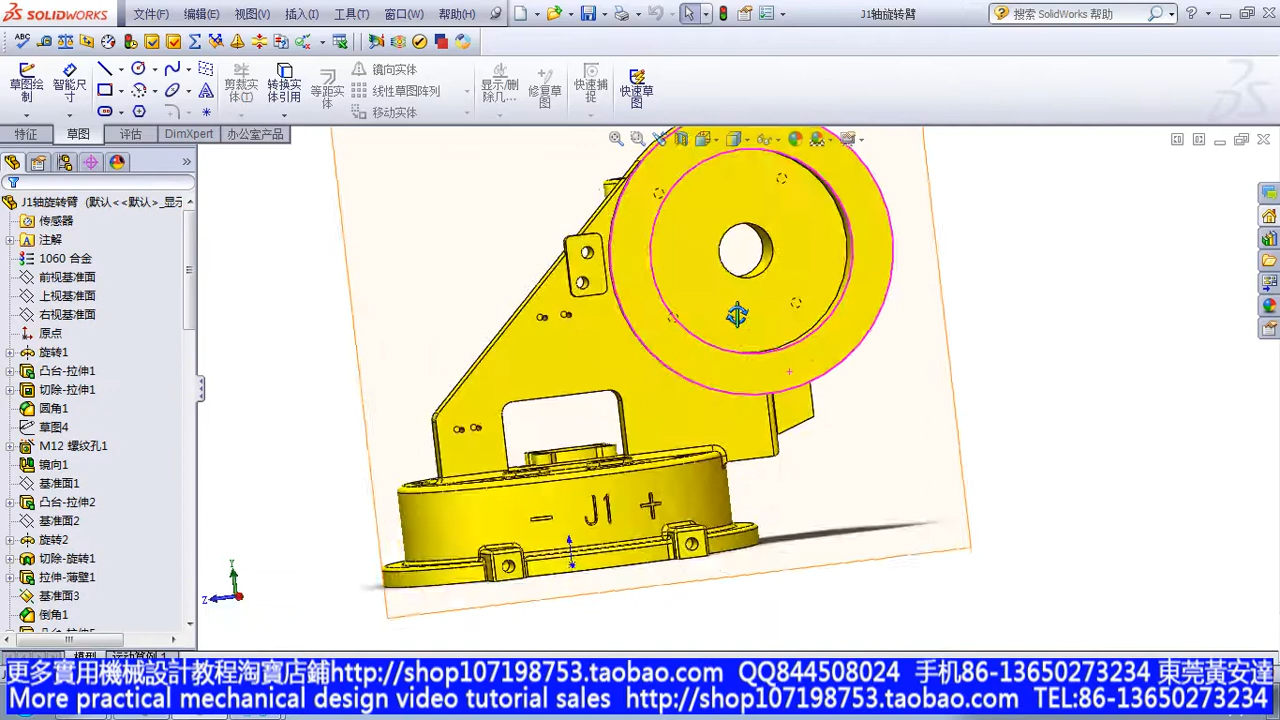 SOLIDWORKS 文件(F) 编辑(E) 视图(V) 插入(I) 工具(T) 窗口(W) 帮助(H) J1轴旋转臂 搜索 SolidWorks 帮助
草图绘制 智能尺寸 剪裁实体(T) 转换实体引用 等距实体 镜向实体 线性草图阵列 移动实体 显示/删除几... 修复草图 快速捕捉 快速草图
特征 草图 评估 DimXpert 办公室产品
J1轴旋转臂 (默认<<默认>_显示
传感器
注解
1060 合金
前视基准面
上视基准面
右视基准面
原点
旋转1
凸台-拉伸1
切除-拉伸1
圆角1
草图4
M12 螺纹孔1
镜向1
基准面1
凸台-拉伸2
基准面2
旋转2
切除-旋转1
拉伸-薄壁1
基准面3
倒角1
- J1 +
Y
Z
更多實用機械設計教程淘寶店鋪http://shop107198753.taobao.com QQ844508024 手机86-13650273234 東莞黃安達
More practical mechanical design video tutorial sales http://shop107198753.taobao.com TEL:86-13650273234